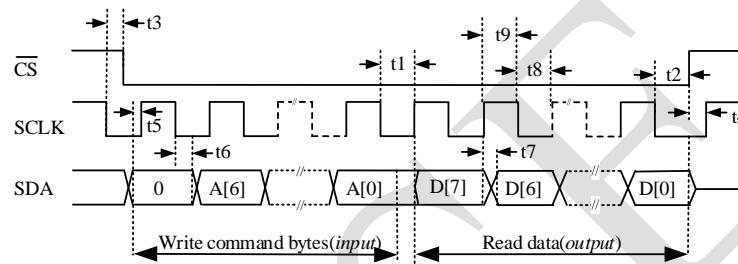 t3
t9
CS
t1
t8
t2
SCLK
t5
t4
t6
t7
SDA
0
A[6]
A[0]
D[7]
D[6]
D[0]
Write command bytes(input)
Read data(output)